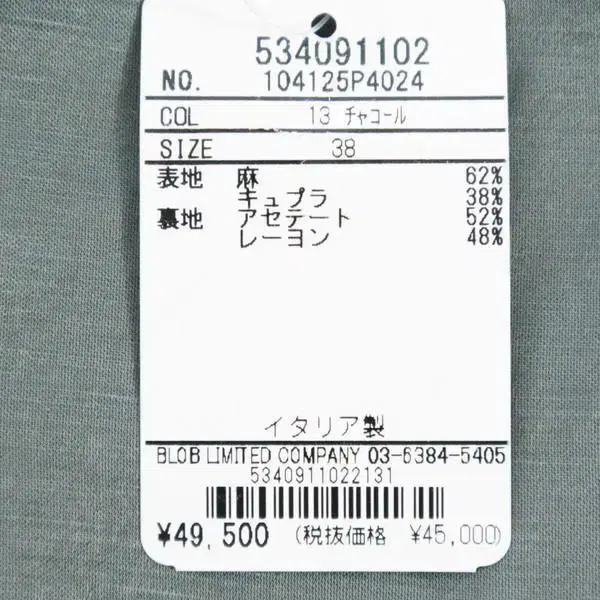 534091102
NO. 104125P4024
COL 13 ﾁｬｺｰﾙ
SIZE 38
表地 麻 62%
キュプラ 38%
裏地 アセテート 52%
レーヨン 48%
イタリア製
BLOB LIMITED COMPANY 03-6384-5405
5340911022131
¥49,500 (税抜価格 ¥45,000)